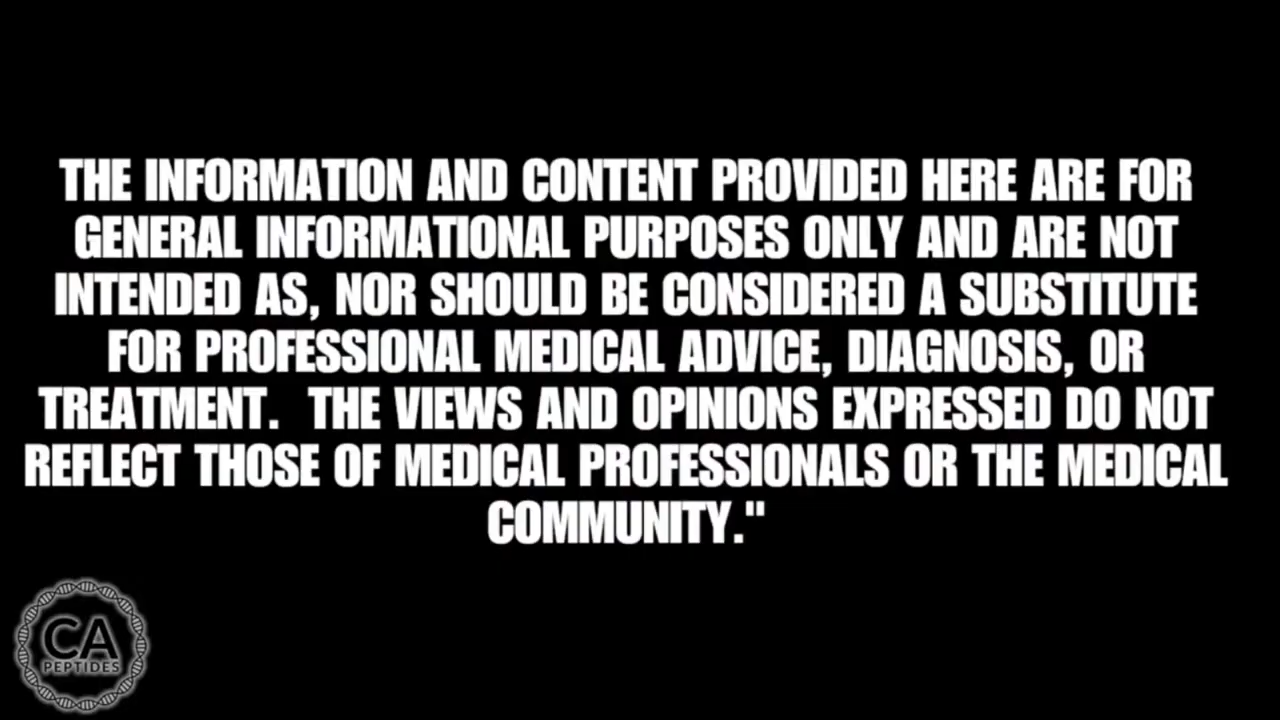 THE INFORMATION AND CONTENT PROVIDED HERE ARE FOR
GENERAL INFORMATIONAL PURPOSES ONLY AND ARE NOT
INTENDED AS, NOR SHOULD BE CONSIDERED A SUBSTITUTE
FOR PROFESSIONAL MEDICAL ADVICE, DIAGNOSIS, OR
TREATMENT.  THE VIEWS AND OPINIONS EXPRESSED DO NOT
REFLECT THOSE OF MEDICAL PROFESSIONALS OR THE MEDICAL
COMMUNITY."
CA
PEPTIDES